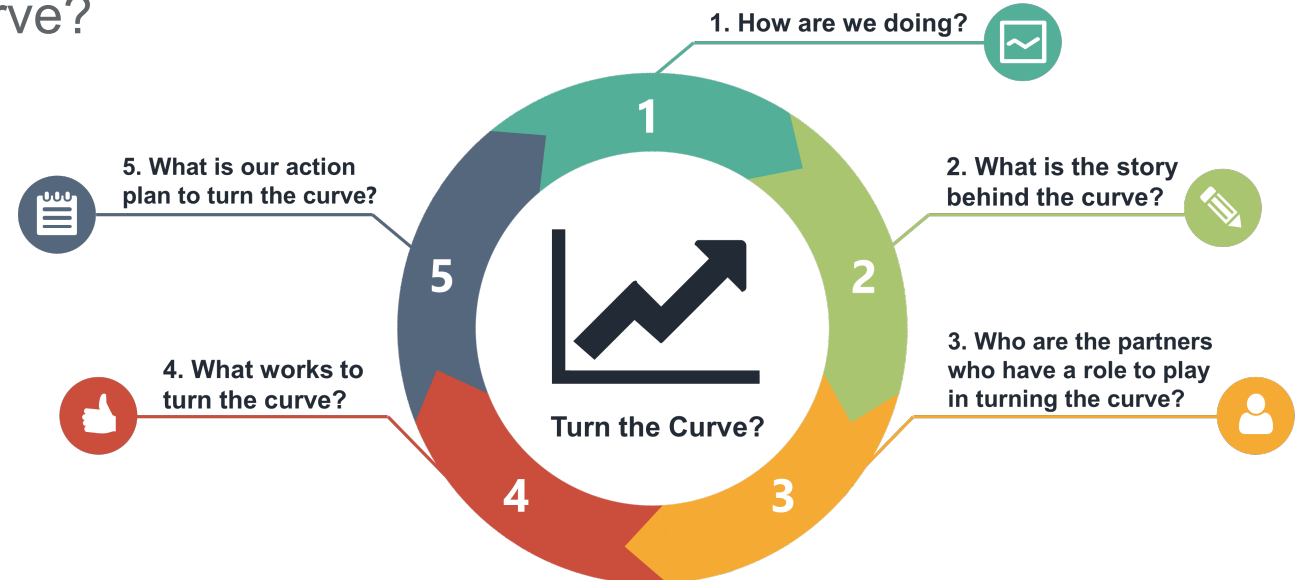 rve?
1. How are we doing?
1
5. What is our action
plan to turn the curve?
2. What is the story
behind the curve?
5
2
3. Who are the partners
who have a role to play
in turning the curve?
4. What works to
turn the curve?
Turn the Curve?
4
3